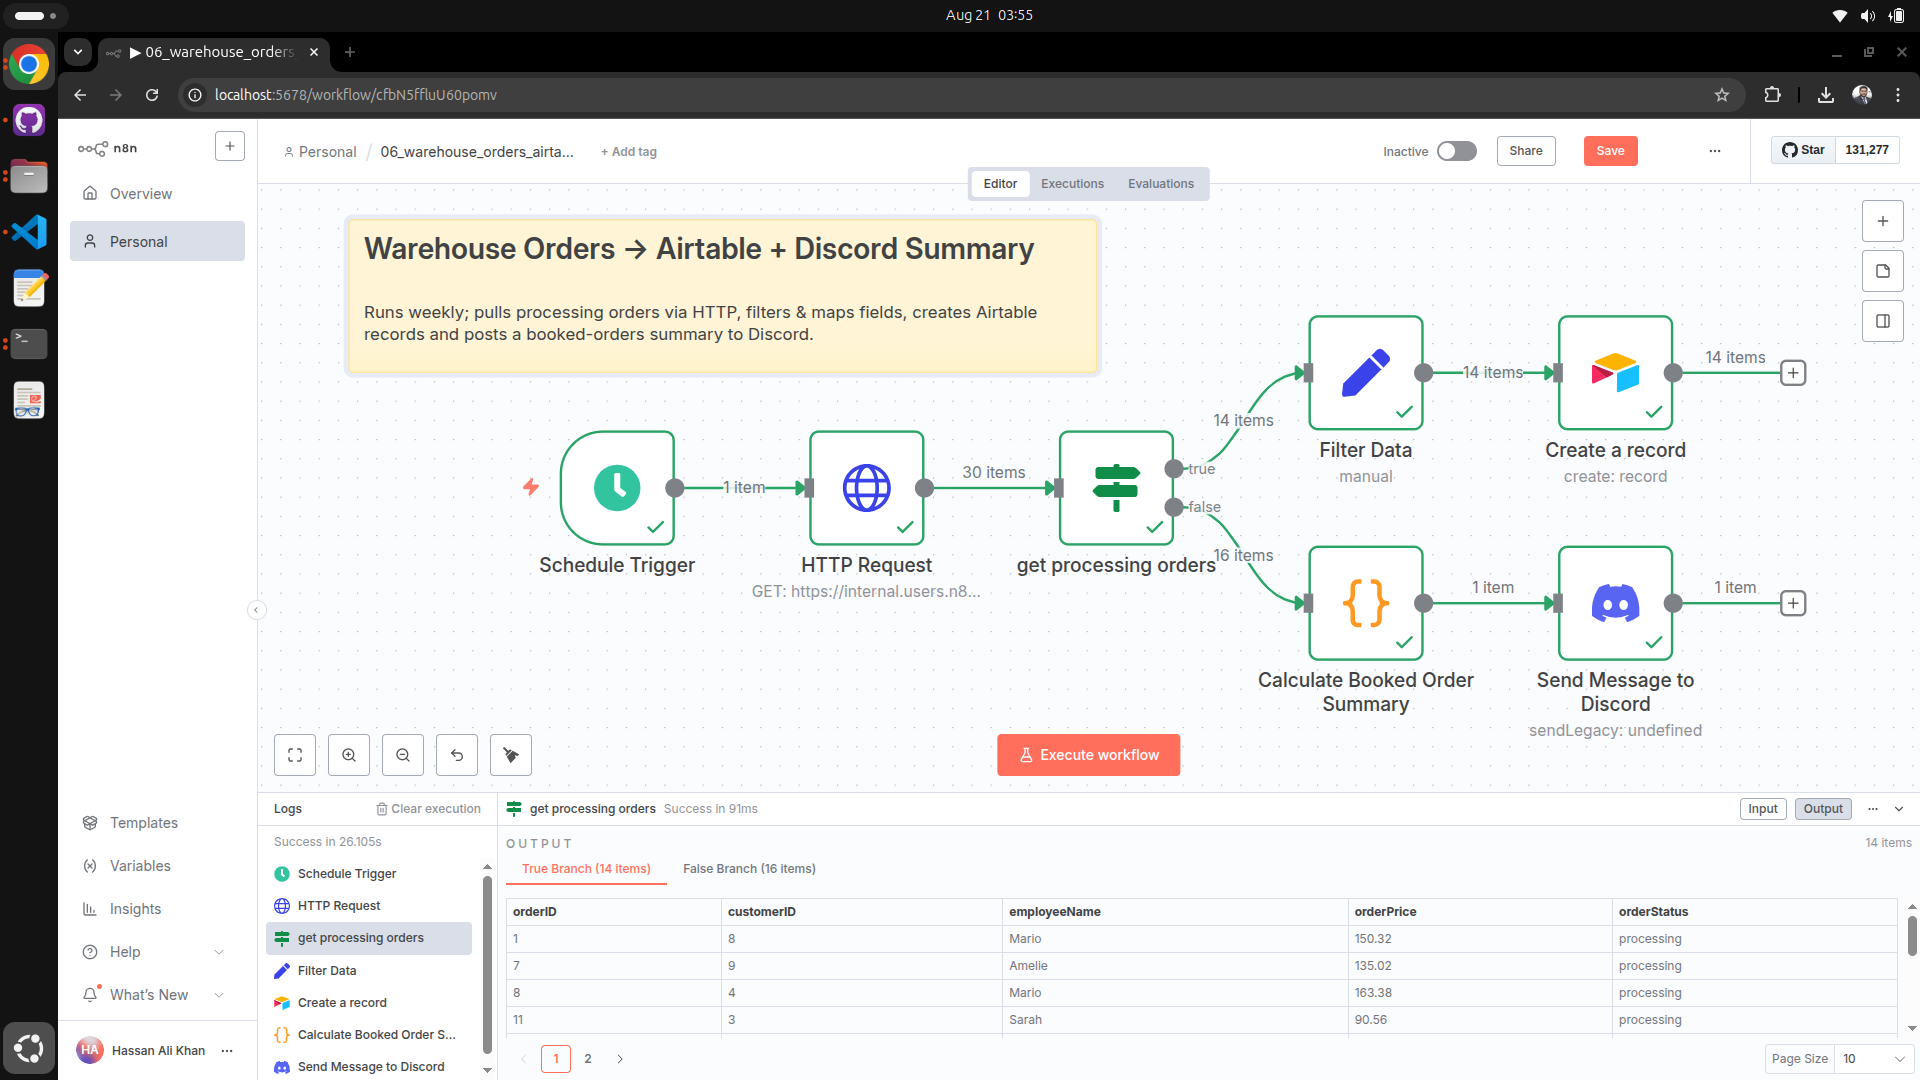 Aug 21 03:55
▶ 06_warehouse_orders
localhost:5678/workflow/cfbN5ffluU60pomv
n8n
Overview
Personal
Templates
Variables
Insights
Help
What's New
HA
Hassan Ali Khan
Personal / 06_warehouse_orders_airta... + Add tag
Inactive
Share
Save
Star 131,277
Editor Executions Evaluations
Warehouse Orders → Airtable + Discord Summary
Runs weekly; pulls processing orders via HTTP, filters & maps fields, creates Airtable
records and posts a booked-orders summary to Discord.
Schedule Trigger
1 item
HTTP Request
GET: https://internal.users.n8...
30 items
get processing orders
true
false
14 items
16 items
Filter Data
manual
14 items
Create a record
create: record
14 items
Calculate Booked Order
Summary
1 item
Send Message to
Discord
sendLegacy: undefined
1 item
Execute workflow
Logs
Clear execution
Success in 26.105s
Schedule Trigger
HTTP Request
get processing orders
Filter Data
Create a record
Calculate Booked Order S...
Send Message to Discord
get processing orders Success in 91ms
Input Output
OUTPUT
14 items
True Branch (14 items) False Branch (16 items)
orderID customerID employeeName orderPrice orderStatus
1 8 Mario 150.32 processing
7 9 Amelie 135.02 processing
8 4 Mario 163.38 processing
11 3 Sarah 90.56 processing
1 2
Page Size 10